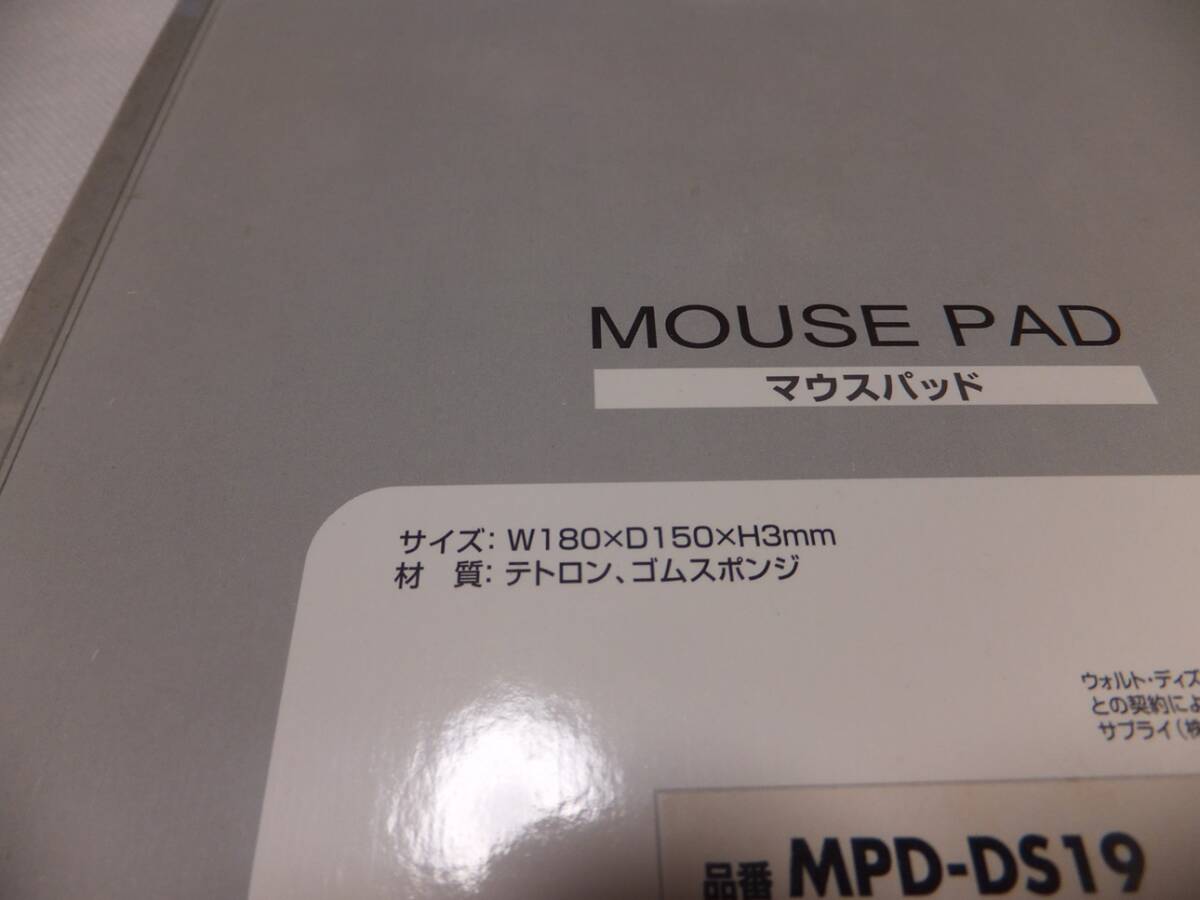 MOUSE PAD
マウスパッド
サイズ: W180×D150×H3mm
材 質: テトロン、ゴムスポンジ
ウォルト・ディズ
との契約によ
サプライ(検
品番 MPD-DS19